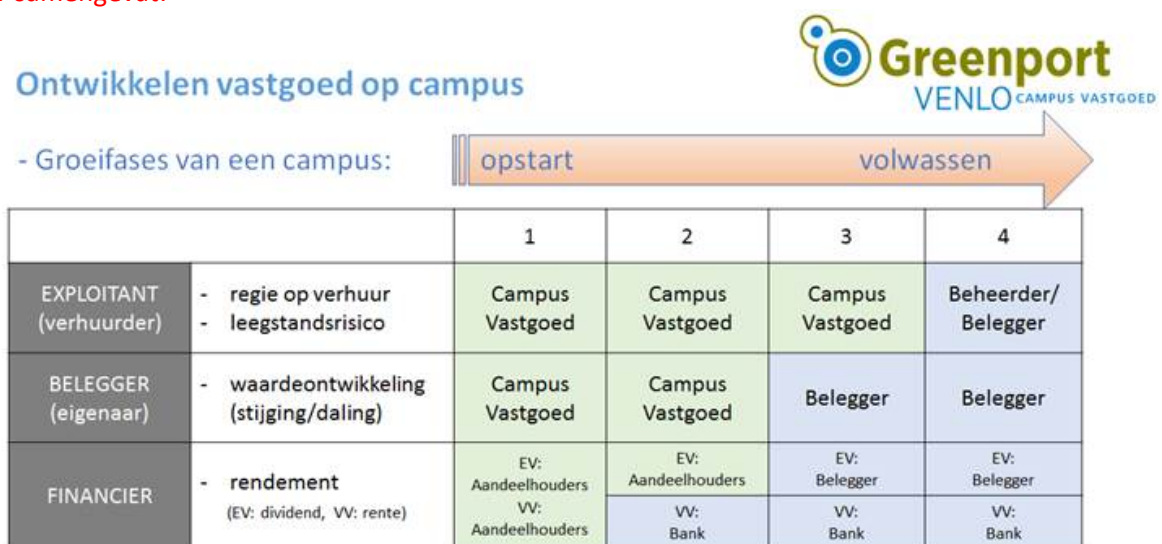 Greenport
VENLO CAMPUS VASTGOED
Ontwikkelen vastgoed op campus
- Groeifases van een campus:
opstart
volwassen
1
2
3
4
EXPLOITANT
(verhuurder)
- regie op verhuur
- leegstandsrisico
Campus
Vastgoed
Campus
Vastgoed
Campus
Vastgoed
Beheerder/
Belegger
BELEGGER
(eigenaar)
- waardeontwikkeling
(stijging/daling)
Campus
Vastgoed
Campus
Vastgoed
Belegger
Belegger
FINANCIER
- rendement
(EV: dividend, VV: rente)
EV:
Aandeelhouders
VV:
Aandeelhouders
EV:
Aandeelhouders
VV:
Bank
EV:
Belegger
VV:
Bank
EV:
Belegger
VV:
Bank